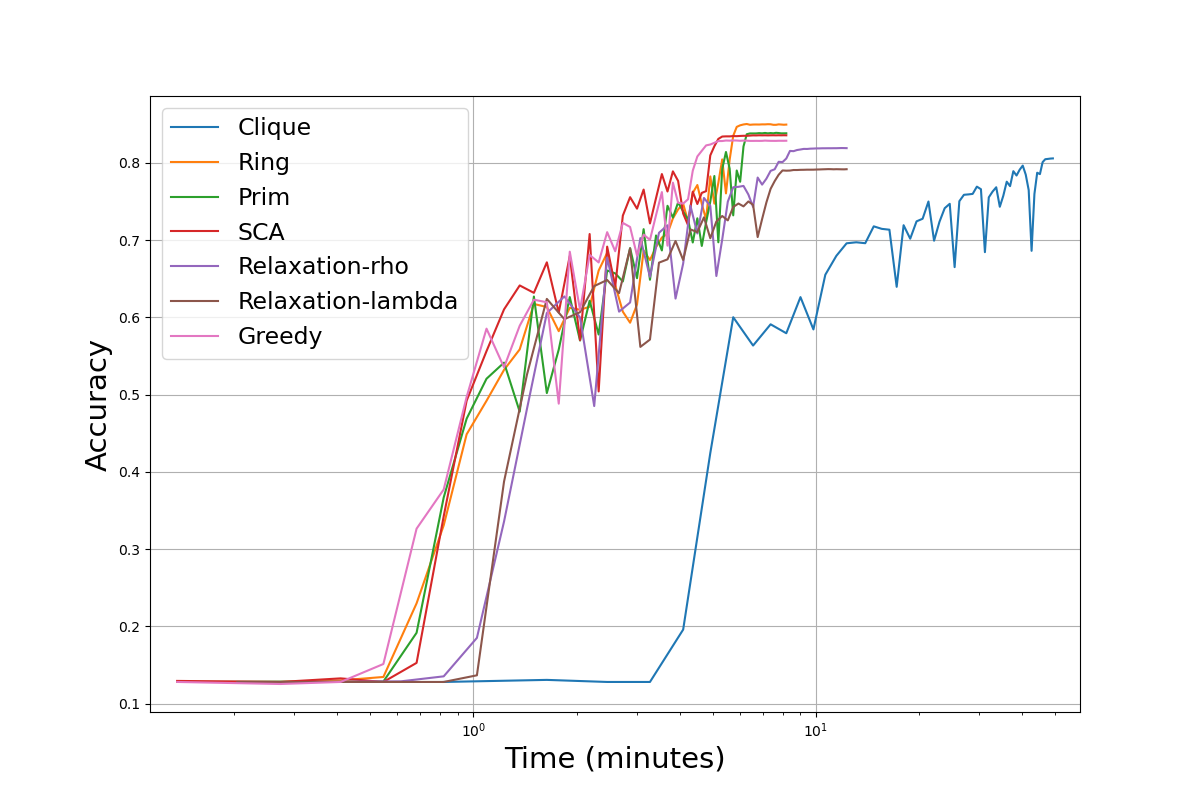 Clique
Ring
Prim
SCA
Relaxation-rho
Relaxation-lambda
Greedy
Accuracy
0.8
0.7
0.6
0.5
0.4
0.3
0.2
0.1
10⁰ 10¹
Time (minutes)